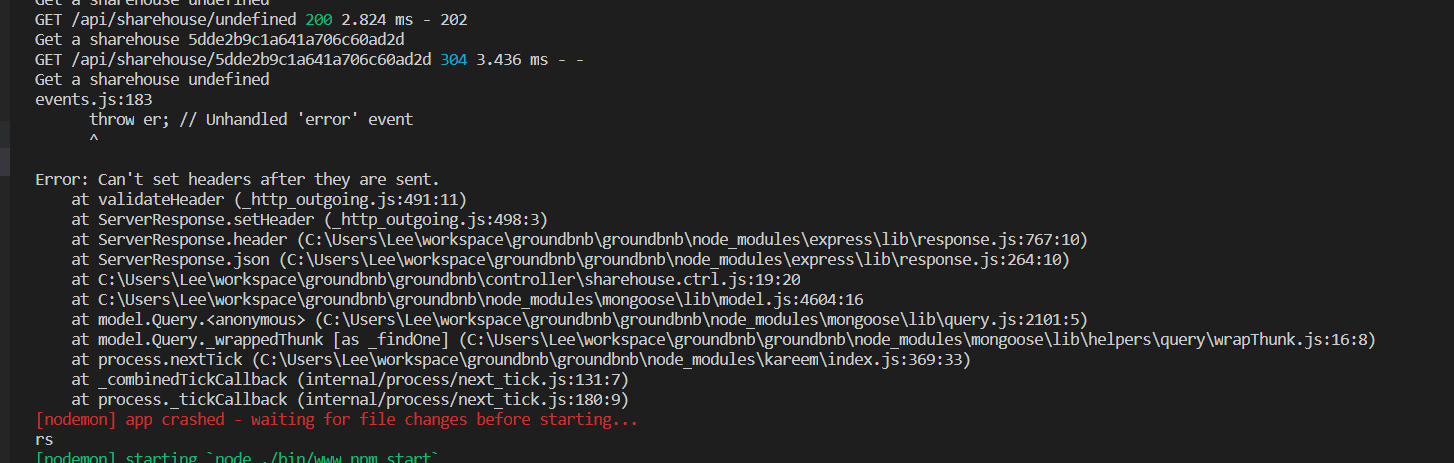 Get a sharehouse undefined
GET /api/sharehouse/undefined 200 2.824 ms - 202
Get a sharehouse 5dde2b9c1a641a706c60ad2d
GET /api/sharehouse/5dde2b9c1a641a706c60ad2d 304 3.436 ms - -
Get a sharehouse undefined
events.js:183
      throw er; // Unhandled 'error' event
      ^

Error: Can't set headers after they are sent.
    at validateHeader (_http_outgoing.js:491:11)
    at ServerResponse.setHeader (_http_outgoing.js:498:3)
    at ServerResponse.header (C:\Users\Lee\workspace\groundbnb\groundbnb\node_modules\express\lib\response.js:767:10)
    at ServerResponse.json (C:\Users\Lee\workspace\groundbnb\groundbnb\node_modules\express\lib\response.js:264:10)
    at C:\Users\Lee\workspace\groundbnb\groundbnb\controller\sharehouse.ctrl.js:19:20
    at C:\Users\Lee\workspace\groundbnb\groundbnb\node_modules\mongoose\lib\model.js:4604:16
    at model.Query.<anonymous> (C:\Users\Lee\workspace\groundbnb\groundbnb\node_modules\mongoose\lib\query.js:2101:5)
    at model.Query._wrappedThunk [as _findOne] (C:\Users\Lee\workspace\groundbnb\groundbnb\node_modules\mongoose\lib\helpers\query\wrapThunk.js:16:8)
    at process.nextTick (C:\Users\Lee\workspace\groundbnb\groundbnb\node_modules\kareem\index.js:369:33)
    at _combinedTickCallback (internal/process/next_tick.js:131:7)
    at process._tickCallback (internal/process/next_tick.js:180:9)
[nodemon] app crashed - waiting for file changes before starting...
rs
[nodemon] starting `node ./bin/www npm start`